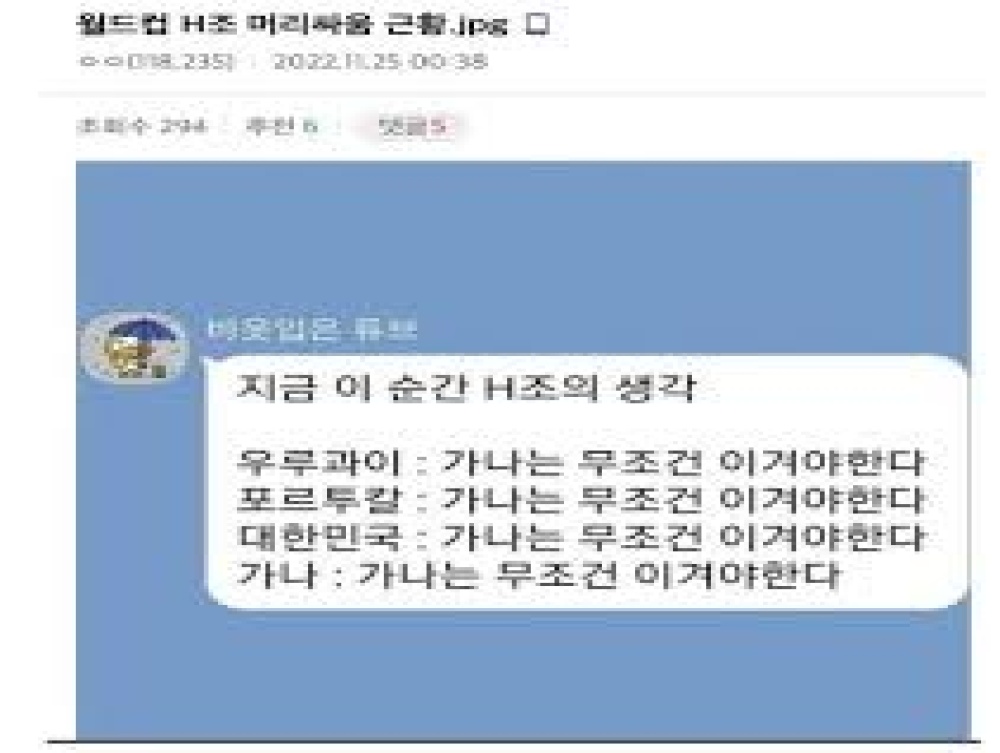 월드컵 H조 머리싸움 근황.jpg
ㅇㅇ(118.235) 2022.11.25 00:38
조회수 294 추천 6 댓글 5
비옷입은 튜브
지금 이 순간 H조의 생각
우루과이 : 가나는 무조건 이겨야한다
포르투갈 : 가나는 무조건 이겨야한다
대한민국 : 가나는 무조건 이겨야한다
가나 : 가나는 무조건 이겨야한다